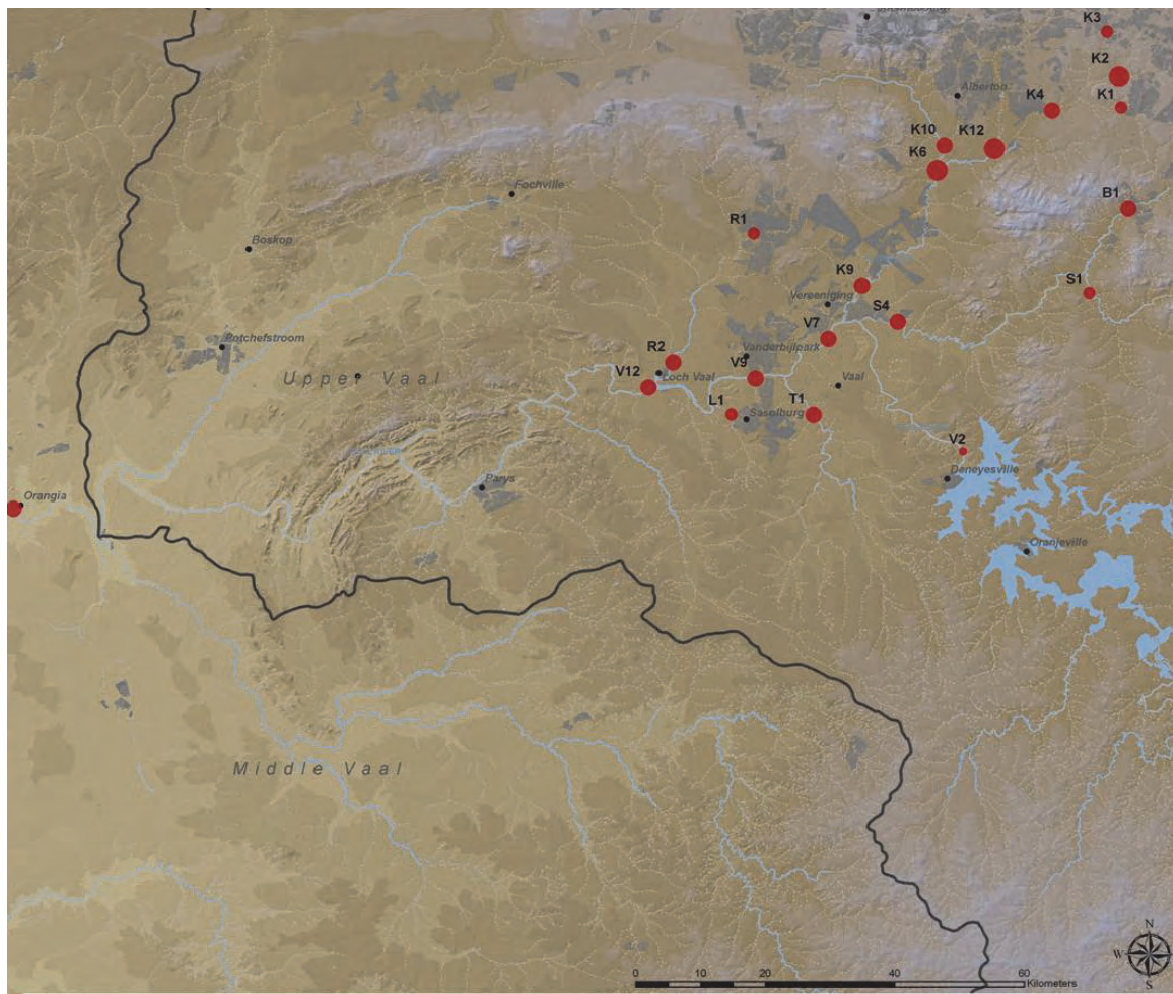 K3
K2
Alberton
K4
K1
K10
K12
K6
Fochville
B1
R1
Boskop
K9
S1
Vereeniging
S4
V7
Potchefstroom
R2
Vanderbijlpark
Upper Vaal
V12
Loch Vaal
V9
Vaal
L1
T1
Sasolburg
V2
Deneyesville
Parys
Orangia
Oranjeville
Middle Vaal
N
W
E
S
0 10 20 40 60
Kilometers